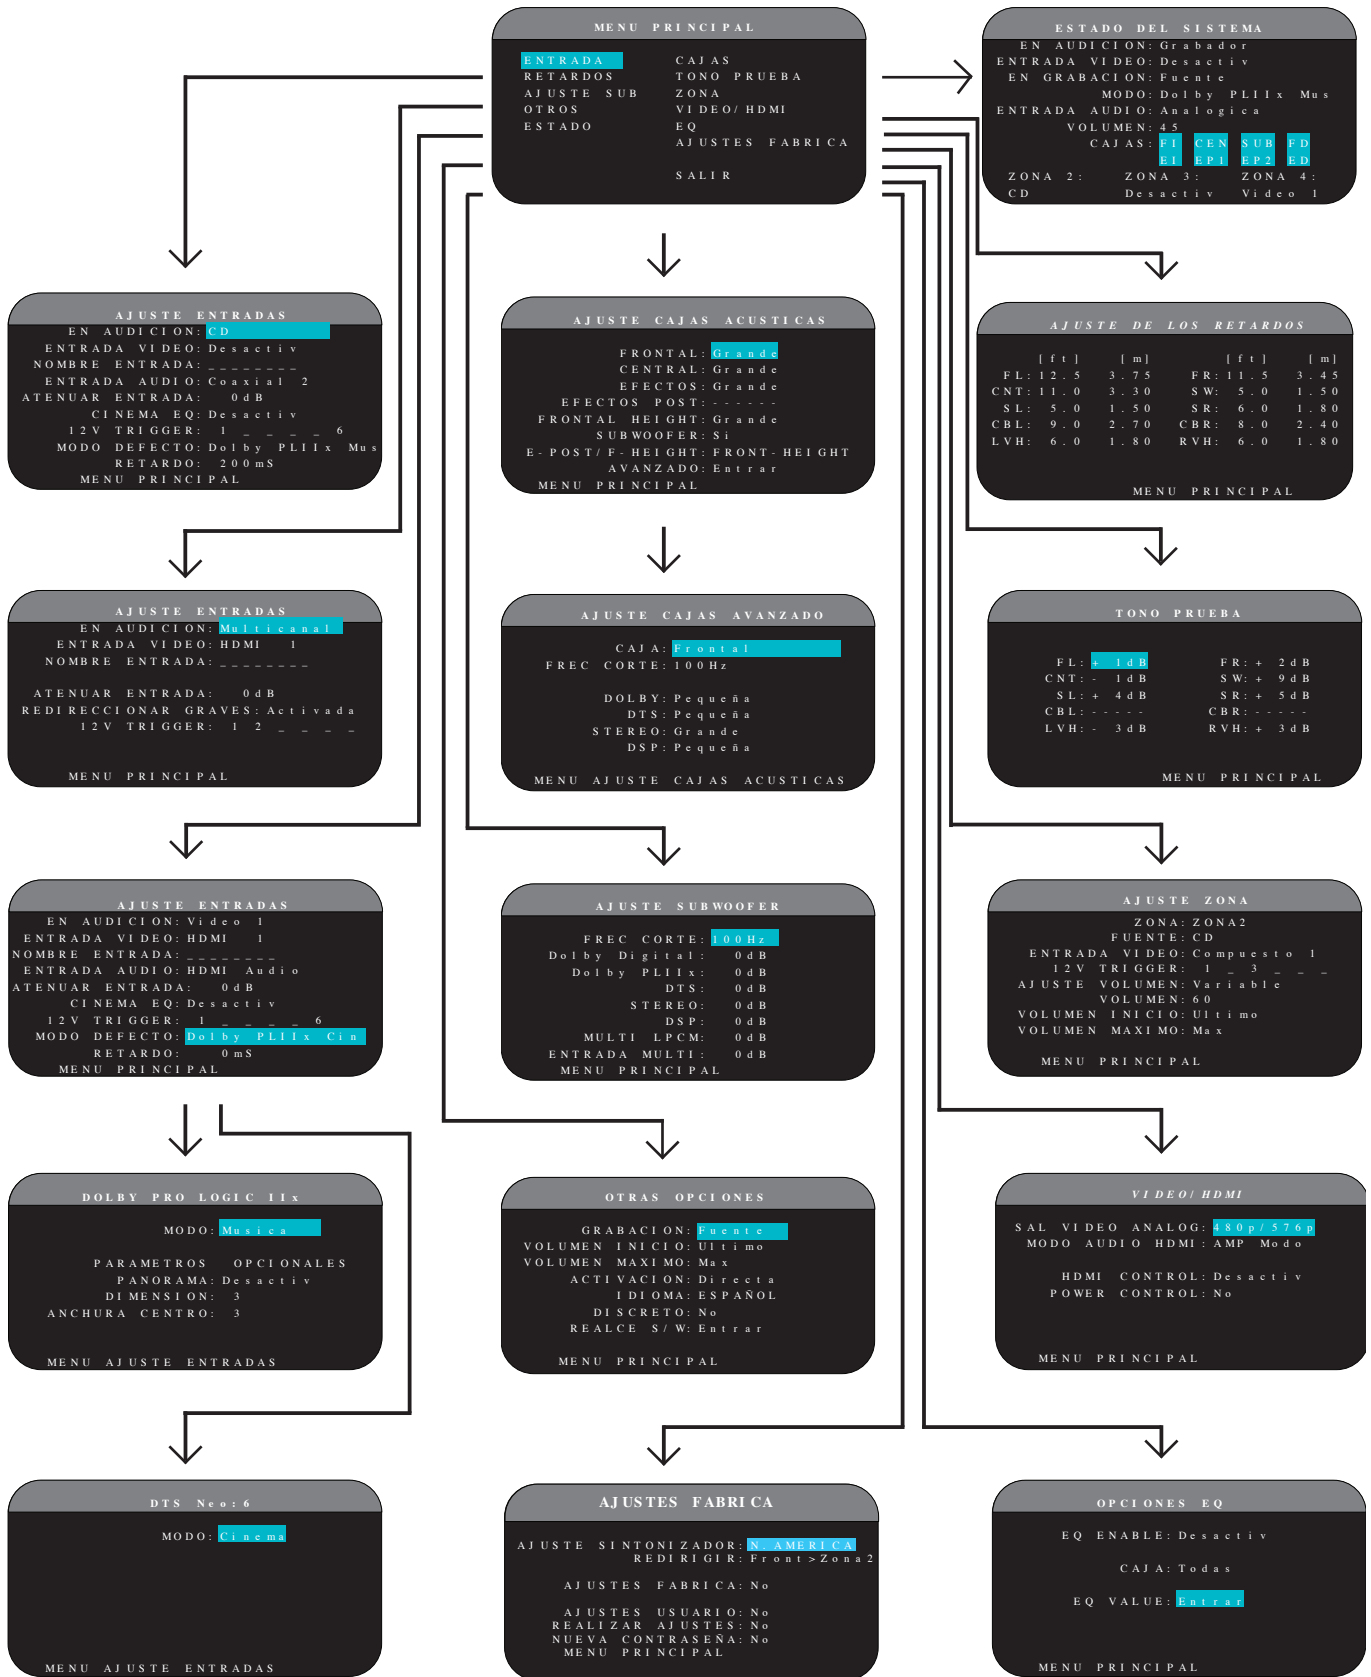 MENU PRINCIPAL
ENTRADA CAJAS
RETARDOS TONO PRUEBA
AJUSTE SUB ZONA
OTROS VIDEO/HDMI
ESTADO EQ
AJUSTES FABRICA
SALIR
ESTADO DEL SISTEMA
EN AUDICION: Grabador
ENTRADA VIDEO: Desactiv
EN GRABACION: Fuente
MODO: Dolby PLIIx Mus
ENTRADA AUDIO: Analogica
VOLUMEN: 45
CAJAS: FI CEN SUB FD
EI EP1 EP2 ED
ZONA 2: ZONA 3: ZONA 4:
CD Desactiv Video 1
AJUSTE ENTRADAS
EN AUDICION: CD
ENTRADA VIDEO: Desactiv
NOMBRE ENTRADA: _ _ _ _ _ _ _ _
ENTRADA AUDIO: Coaxial 2
ATENUAR ENTRADA: 0dB
CINEMA EQ: Desactiv
12V TRIGGER: 1 _ _ _ _ 6
MODO DEFECTO: Dolby PLIIx Mus
RETARDO: 200mS
MENU PRINCIPAL
AJUSTE CAJAS ACUSTICAS
FRONTAL: Grande
CENTRAL: Grande
EFECTOS: Grande
EFECTOS POST: ------
FRONTAL HEIGHT: Grande
SUBWOOFER: Si
E-POST/F-HEIGHT: FRONT-HEIGHT
AVANZADO: Entrar
MENU PRINCIPAL
AJUSTE DE LOS RETARDOS
[ft] [m] [ft] [m]
FL: 12.5 3.75 FR: 11.5 3.45
CNT: 11.0 3.30 SW: 5.0 1.50
SL: 5.0 1.50 SR: 6.0 1.80
CBL: 9.0 2.70 CBR: 8.0 2.40
LVH: 6.0 1.80 RVH: 6.0 1.80
MENU PRINCIPAL
AJUSTE ENTRADAS
EN AUDICION: Multicanal
ENTRADA VIDEO: HDMI 1
NOMBRE ENTRADA: _ _ _ _ _ _ _ _
ATENUAR ENTRADA: 0dB
REDIRECCIONAR GRAVES: Activada
12V TRIGGER: 1 2 _ _ _ _
MENU PRINCIPAL
AJUSTE CAJAS AVANZADO
CAJA: Frontal
FREC CORTE: 100Hz
DOLBY: Pequeña
DTS: Pequeña
STEREO: Grande
DSP: Pequeña
MENU AJUSTE CAJAS ACUSTICAS
TONO PRUEBA
FL: + 1dB FR: + 2dB
CNT: - 1dB SW: + 9dB
SL: + 4dB SR: + 5dB
CBL: ----- CBR: -----
LVH: - 3dB RVH: + 3dB
MENU PRINCIPAL
AJUSTE ENTRADAS
EN AUDICION: Video 1
ENTRADA VIDEO: HDMI 1
NOMBRE ENTRADA: _ _ _ _ _ _ _ _
ENTRADA AUDIO: HDMI Audio
ATENUAR ENTRADA: 0dB
CINEMA EQ: Desactiv
12V TRIGGER: 1 _ _ _ _ 6
MODO DEFECTO: Dolby PLIIx Cin
RETARDO: 0mS
MENU PRINCIPAL
AJUSTE SUBWOOFER
FREC CORTE: 100Hz
Dolby Digital: 0dB
Dolby PLIIx: 0dB
DTS: 0dB
STEREO: 0dB
DSP: 0dB
MULTI LPCM: 0dB
ENTRADA MULTI: 0dB
MENU PRINCIPAL
AJUSTE ZONA
ZONA: ZONA2
FUENTE: CD
ENTRADA VIDEO: Compuesto 1
12V TRIGGER: 1 _ 3 _ _ _
AJUSTE VOLUMEN: Variable
VOLUMEN: 60
VOLUMEN INICIO: Ultimo
VOLUMEN MAXIMO: Max
MENU PRINCIPAL
DOLBY PRO LOGIC IIx
MODO: Musica
PARAMETROS OPCIONALES
PANORAMA: Desactiv
DIMENSION: 3
ANCHURA CENTRO: 3
MENU AJUSTE ENTRADAS
OTRAS OPCIONES
GRABACION: Fuente
VOLUMEN INICIO: Ultimo
VOLUMEN MAXIMO: Max
ACTIVACION: Directa
IDIOMA: ESPAÑOL
DISCRETO: No
REALCE S/W: Entrar
MENU PRINCIPAL
VIDEO/HDMI
SAL VIDEO ANALOG: 480p/576p
MODO AUDIO HDMI: AMP Modo
HDMI CONTROL: Desactiv
POWER CONTROL: No
MENU PRINCIPAL
DTS Neo:6
MODO: Cinema
MENU AJUSTE ENTRADAS
AJUSTES FABRICA
AJUSTE SINTONIZADOR: N. AMERICA
REDIRIGIR: Front>Zona2
AJUSTES FABRICA: No
AJUSTES USUARIO: No
REALIZAR AJUSTES: No
NUEVA CONTRASEÑA: No
MENU PRINCIPAL
OPCIONES EQ
EQ ENABLE: Desactiv
CAJA: Todas
EQ VALUE: Entrar
MENU PRINCIPAL